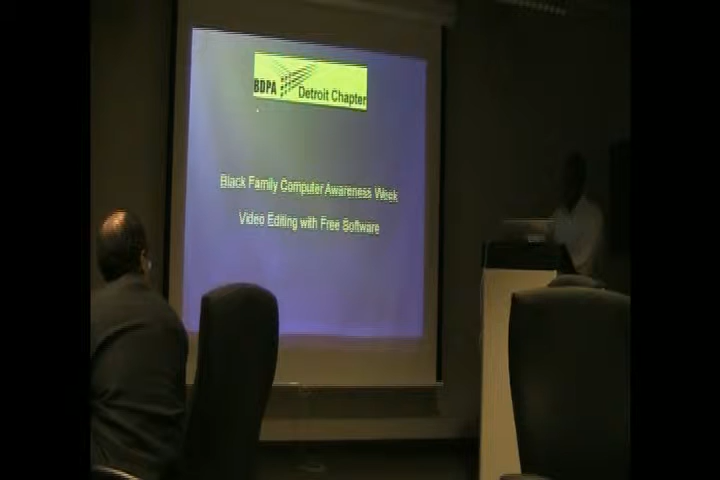 BDPA
Detroit Chapter
Black Family Computer Awareness Week
Video Editing with Free Software